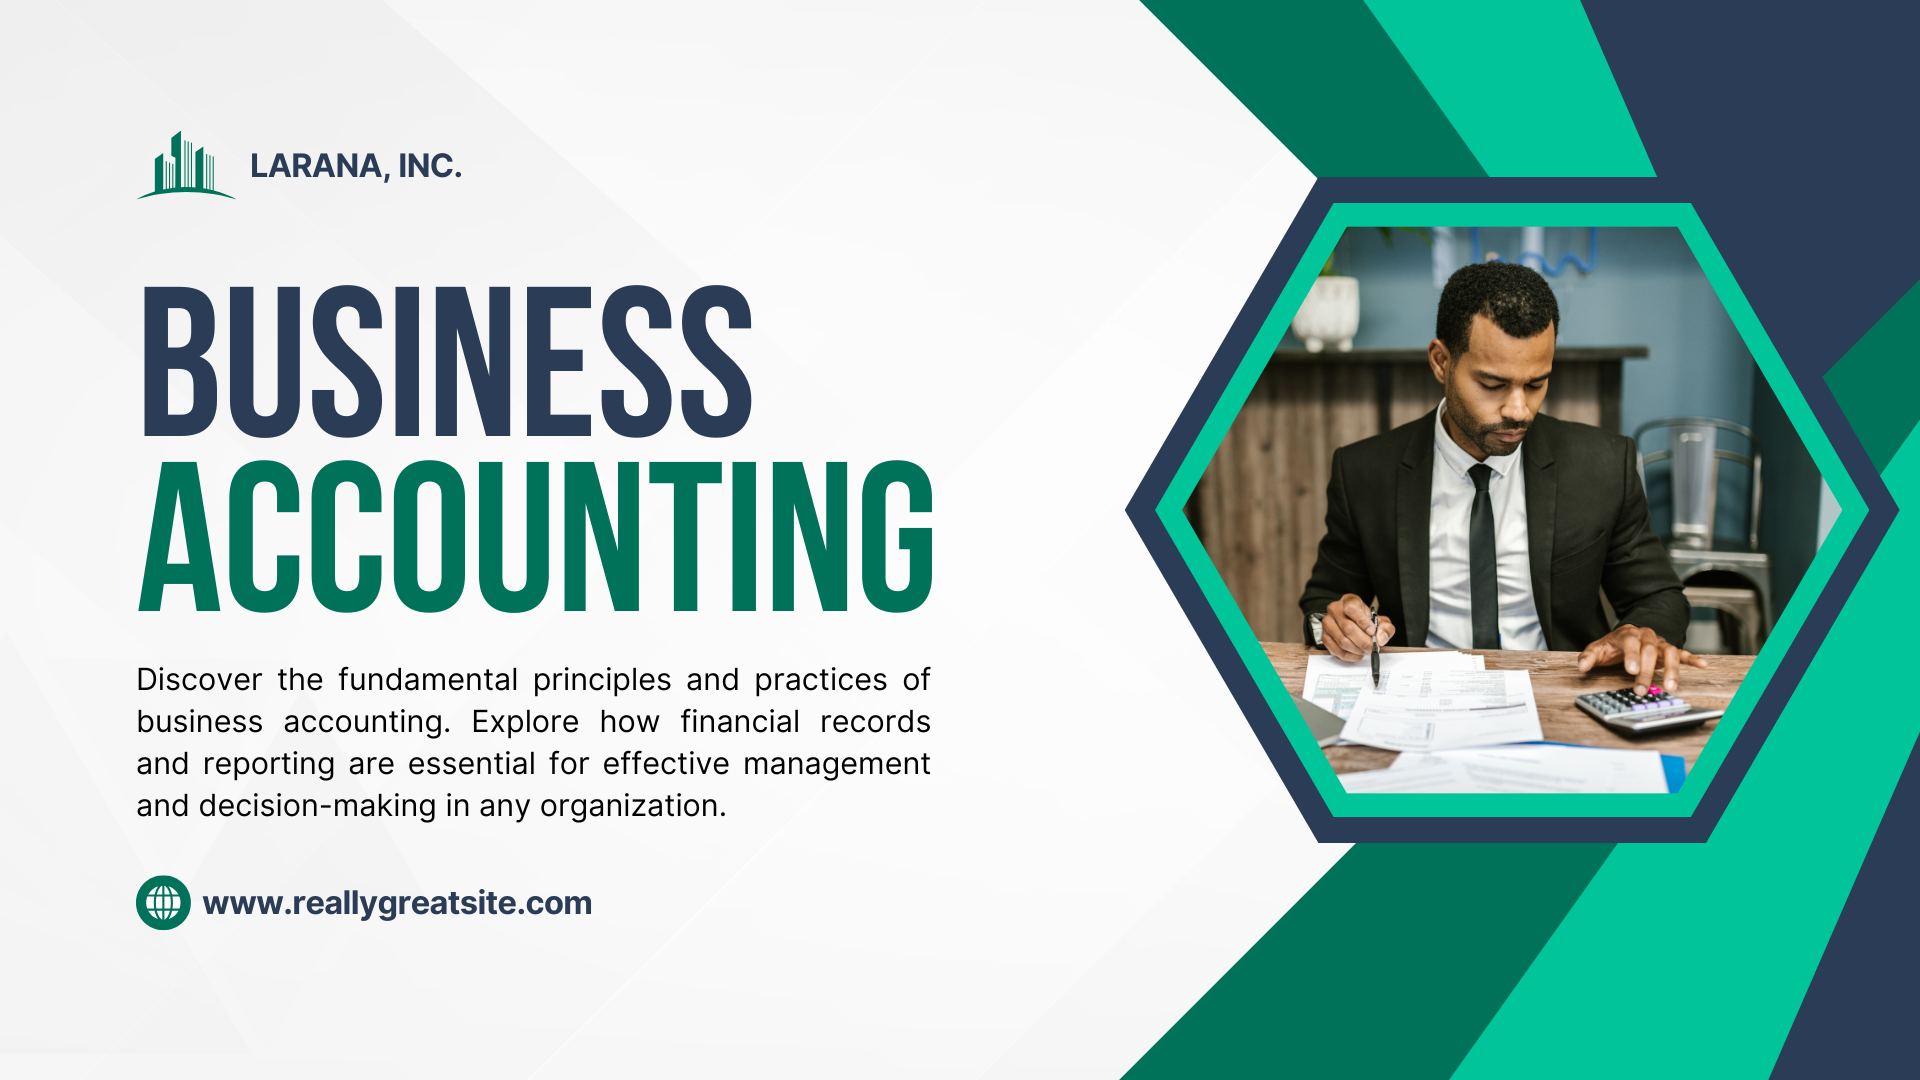 LARANA, INC.
BUSINESS
ACCOUNTING
Discover the fundamental principles and practices of
business accounting. Explore how financial records
and reporting are essential for effective management
and decision-making in any organization.
www.reallygreatsite.com